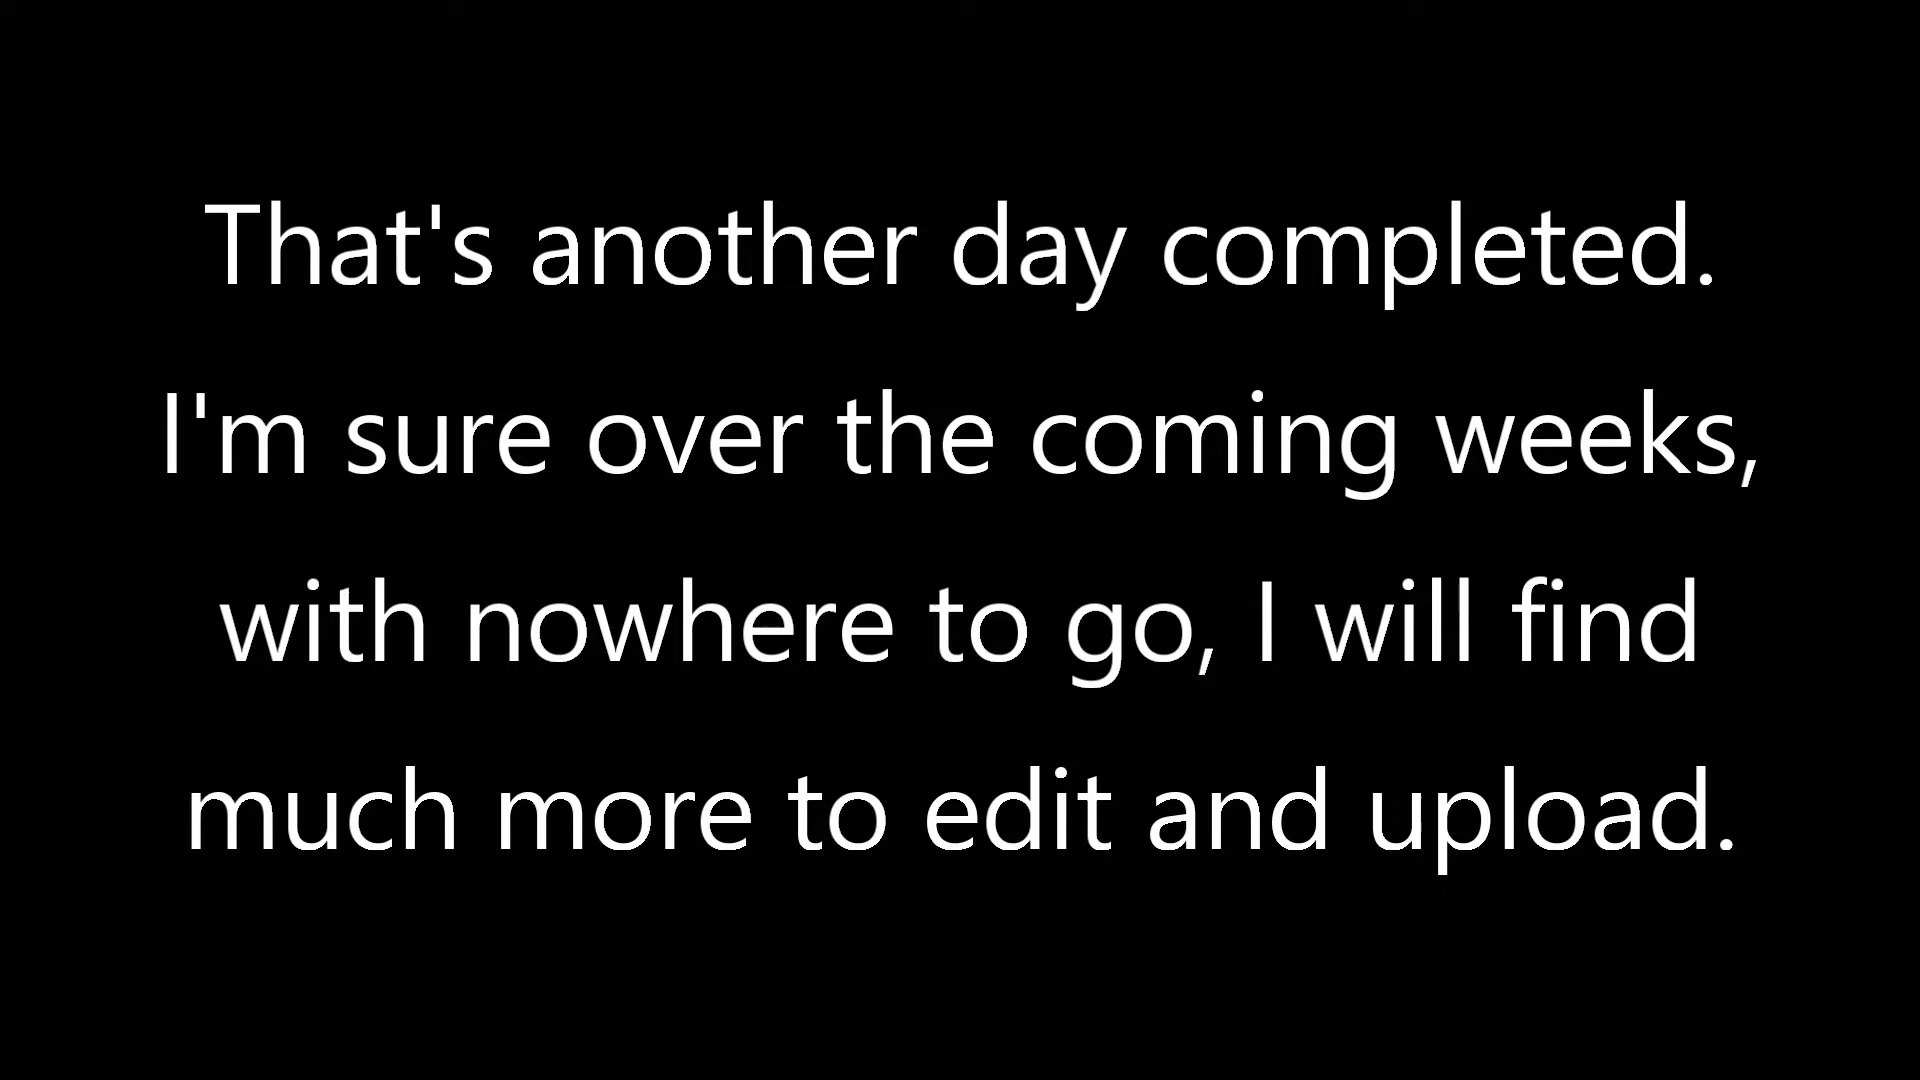 That's another day completed.
I'm sure over the coming weeks,
with nowhere to go, I will find
much more to edit and upload.